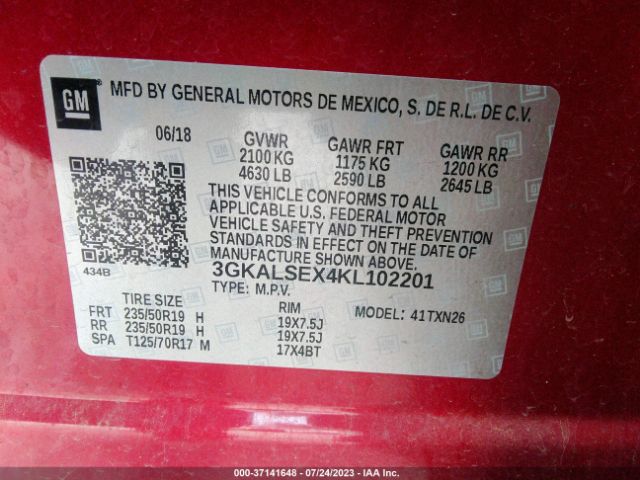 GM
MFD BY GENERAL MOTORS DE MEXICO, S. DE R.L. DE C.V.
06/18 GVWR GAWR FRT GAWR RR
2100 KG 1175 KG 1200 KG
4630 LB 2590 LB 2645 LB
THIS VEHICLE CONFORMS TO ALL
APPLICABLE U.S. FEDERAL MOTOR
VEHICLE SAFETY AND THEFT PREVENTION
STANDARDS IN EFFECT ON THE DATE OF
MANUFACTURE SHOWN ABOVE.
434B 3GKALSEX4KL102201
TYPE: M.P.V.
TIRE SIZE RIM MODEL: 41TXN26
FRT 235/50R19 H 19X7.5J
RR 235/50R19 H 19X7.5J
SPA T125/70R17 M 17X4BT
000-37141648 - 07/24/2023 - IAA Inc.